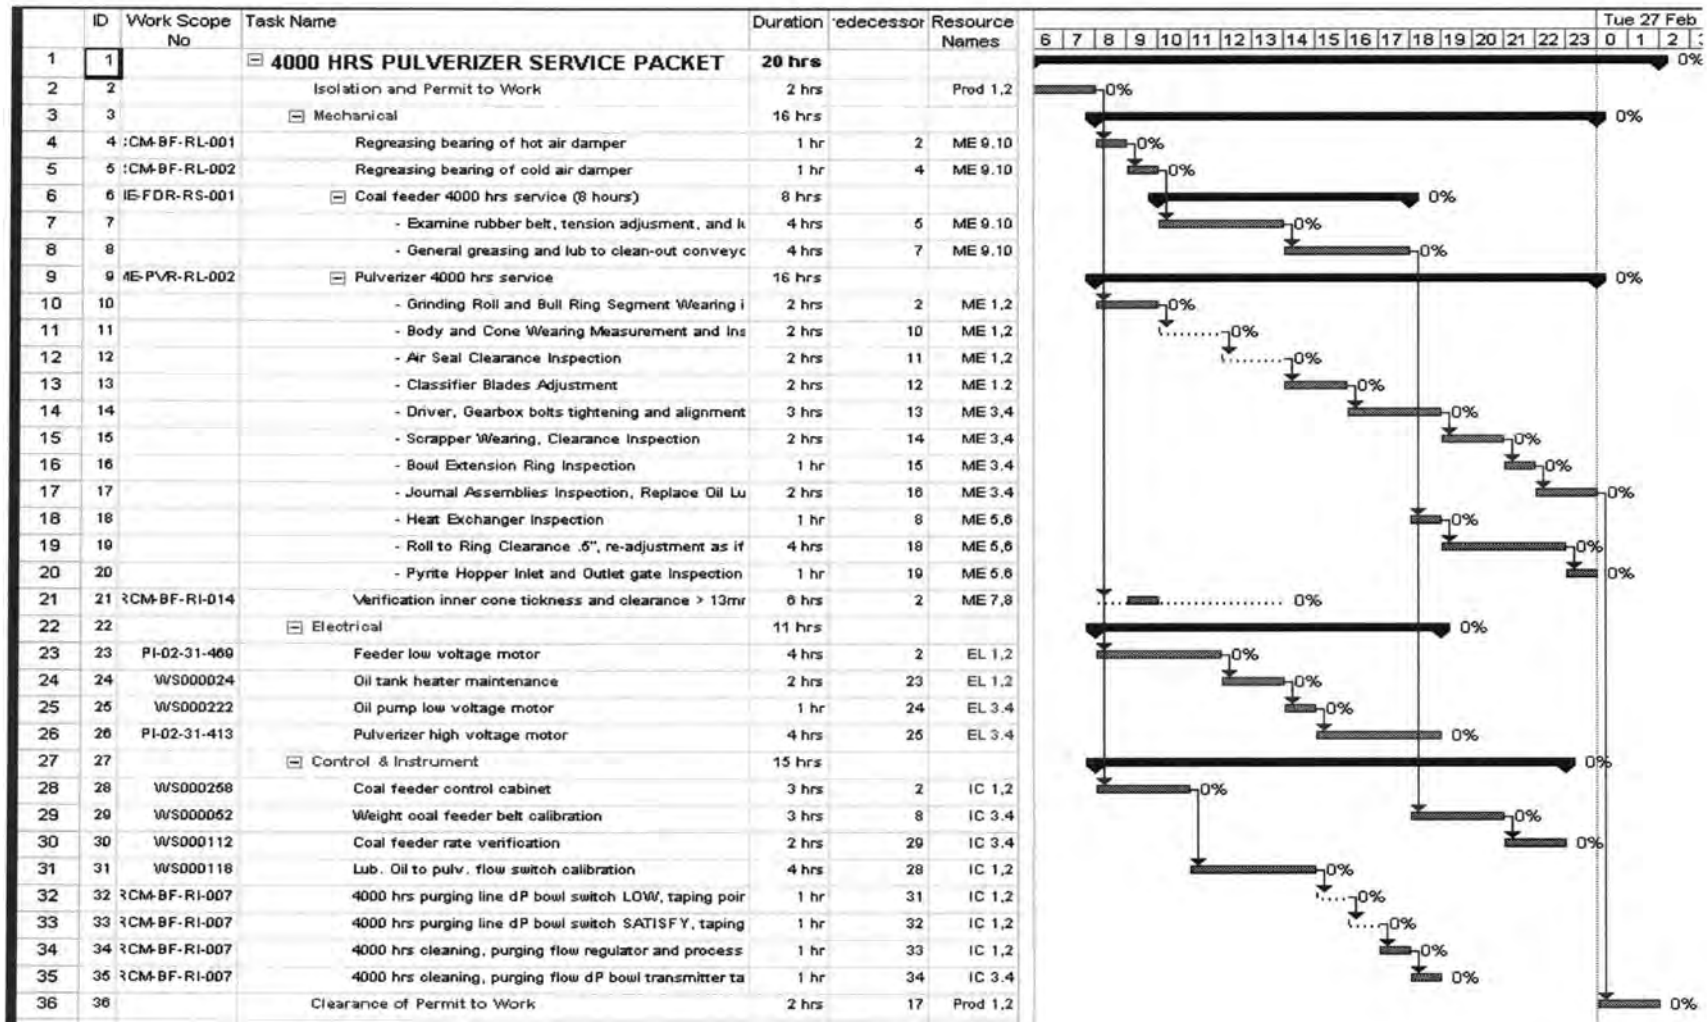 ID Work Scope No Task Name Duration edecessor Resource Names Tue 27 Feb
6 7 8 9 10 11 12 13 14 15 16 17 18 19 20 21 22 23 0 1 2
1 1 4000 HRS PULVERIZER SERVICE PACKET 20 hrs 0%
2 2 Isolation and Permit to Work 2 hrs Prod 1,2 0%
3 3 Mechanical 16 hrs 0%
4 4 :CM-BF-RL-001 Regreasing bearing of hot air damper 1 hr 2 ME 9.10 0%
5 5 :CM-BF-RL-002 Regreasing bearing of cold air damper 1 hr 4 ME 9.10 0%
6 6 IE-FDR-RS-001 Coal feeder 4000 hrs service (8 hours) 8 hrs 0%
7 7 - Examine rubber belt, tension adjusment, and lu 4 hrs 5 ME 9.10 0%
8 8 - General greasing and lub to clean-out conveyc 4 hrs 7 ME 9.10 0%
9 9 ME-PVR-RL-002 Pulverizer 4000 hrs service 16 hrs 0%
10 10 - Grinding Roll and Bull Ring Segment Wearing i 2 hrs 2 ME 1,2 0%
11 11 - Body and Cone Wearing Measurement and Ins 2 hrs 10 ME 1,2 0%
12 12 - Air Seal Clearance Inspection 2 hrs 11 ME 1,2 0%
13 13 - Classifier Blades Adjustment 2 hrs 12 ME 1.2 0%
14 14 - Driver, Gearbox bolts tightening and alignment 3 hrs 13 ME 3,4 0%
15 15 - Scrapper Wearing, Clearance Inspection 2 hrs 14 ME 3,4 0%
16 16 - Bowl Extension Ring Inspection 1 hr 15 ME 3.4 0%
17 17 - Journal Assemblies Inspection, Replace Oil Lu 2 hrs 16 ME 3.4 0%
18 18 - Heat Exchanger Inspection 1 hr 8 ME 5,6 0%
19 19 - Roll to Ring Clearance .5", re-adjustment as if 4 hrs 18 ME 5,6 0%
20 20 - Pyrite Hopper Inlet and Outlet gate Inspection 1 hr 19 ME 5.6 0%
21 21 RCM-BF-RI-014 Verification inner cone tickness and clearance > 13mr 6 hrs 2 ME 7,8 0%
22 22 Electrical 11 hrs 0%
23 23 PI-02-31-469 Feeder low voltage motor 4 hrs 2 EL 1,2 0%
24 24 WS000024 Oil tank heater maintenance 2 hrs 23 EL 1,2 0%
25 25 WS000222 Oil pump low voltage motor 1 hr 24 EL 3.4 0%
26 26 PI-02-31-413 Pulverizer high voltage motor 4 hrs 25 EL 3.4 0%
27 27 Control & Instrument 15 hrs 0%
28 28 WS000258 Coal feeder control cabinet 3 hrs 2 IC 1,2 0%
29 29 WS000052 Weight coal feeder belt calibration 3 hrs 8 IC 3.4 0%
30 30 WS000112 Coal feeder rate verification 2 hrs 29 IC 3.4 0%
31 31 WS000118 Lub. Oil to pulv. flow switch calibration 4 hrs 28 IC 1,2 0%
32 32 RCM-BF-RI-007 4000 hrs purging line dP bowl switch LOW, taping poir 1 hr 31 IC 1,2 0%
33 33 RCM-BF-RI-007 4000 hrs purging line dP bowl switch SATISFY, taping 1 hr 32 IC 1,2 0%
34 34 RCM-BF-RI-007 4000 hrs cleaning, purging flow regulator and process 1 hr 33 IC 1,2 0%
35 35 RCM-BF-RI-007 4000 hrs cleaning, purging flow dP bowl transmitter ta 1 hr 34 IC 3.4 0%
36 36 Clearance of Permit to Work 2 hrs 17 Prod 1,2 0%